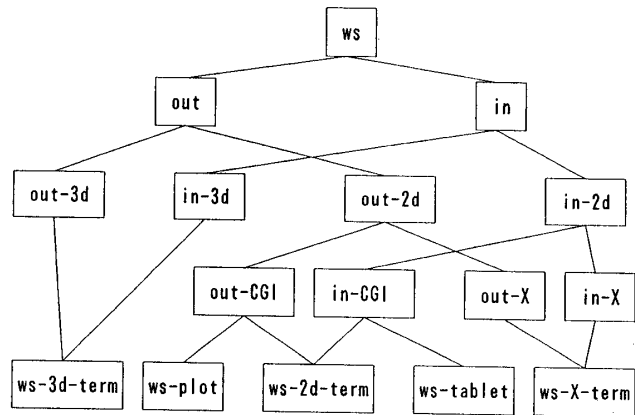 ws
out
in
out-3d
in-3d
out-2d
in-2d
out-CGI
in-CGI
out-X
in-X
ws-3d-term
ws-plot
ws-2d-term
ws-tablet
ws-X-term